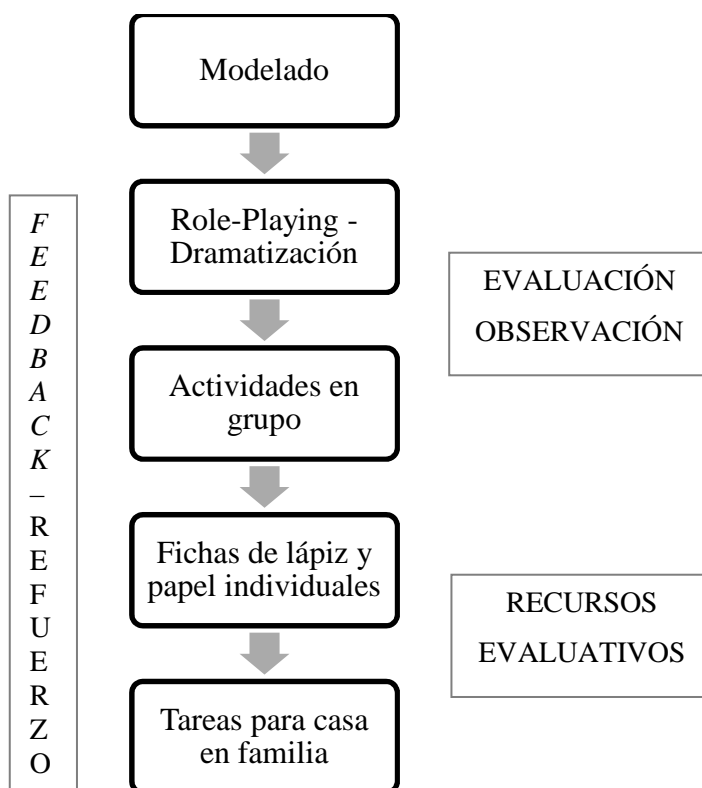 Modelado
Role-Playing -
Dramatización
Actividades en
grupo
Fichas de lápiz y
papel individuales
Tareas para casa
en familia
F
E
E
D
B
A
C
K
–
R
E
F
U
E
R
Z
O
EVALUACIÓN
OBSERVACIÓN
RECURSOS
EVALUATIVOS